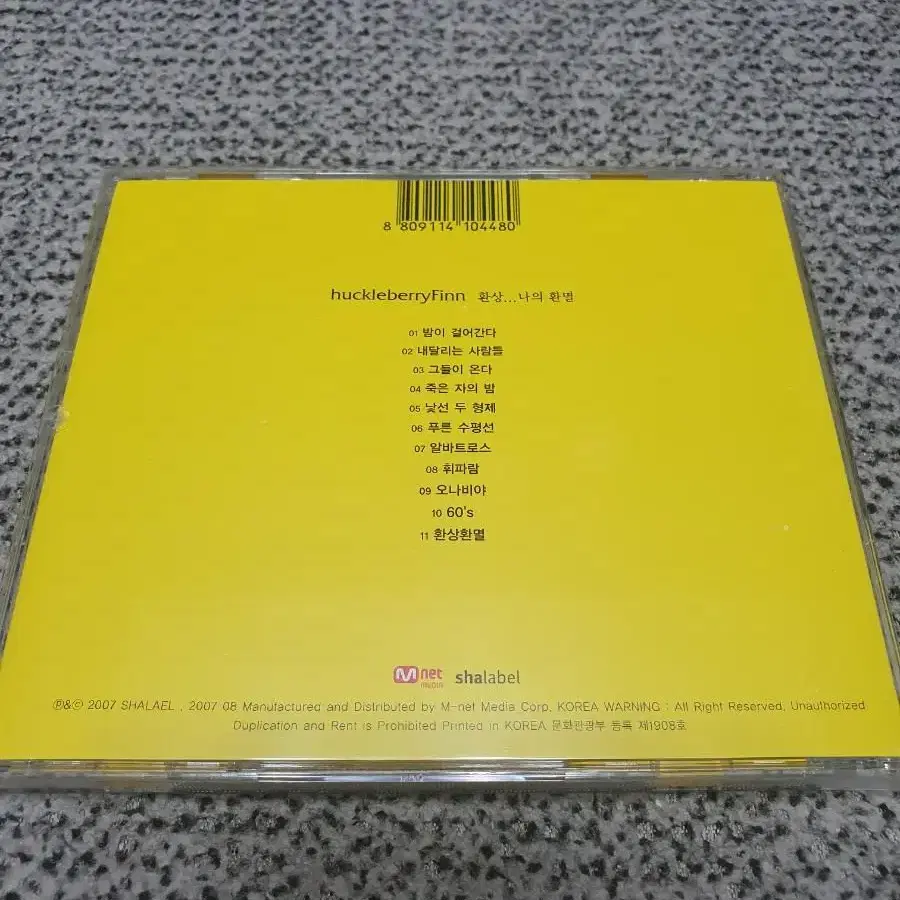 8 809114 104480
huckleberryFinn 환상...나의 환멸
01 밤이 걸어간다
02 내달리는 사람들
03 그들이 온다
04 죽은 자의 밤
05 낯선 두 형제
06 푸른 수평선
07 알바트로스
08 휘파람
09 오나비야
10 60's
11 환상환멸
Mnet MEDIA shalabel
℗&© 2007 SHALAEL , 2007 08 Manufactured and Distributed by M-net Media Corp, KOREA WARNING : All Right Reserved, Unauthorized
Duplication and Rent is Prohibited Printed in KOREA 문화관광부 등록 제1908호